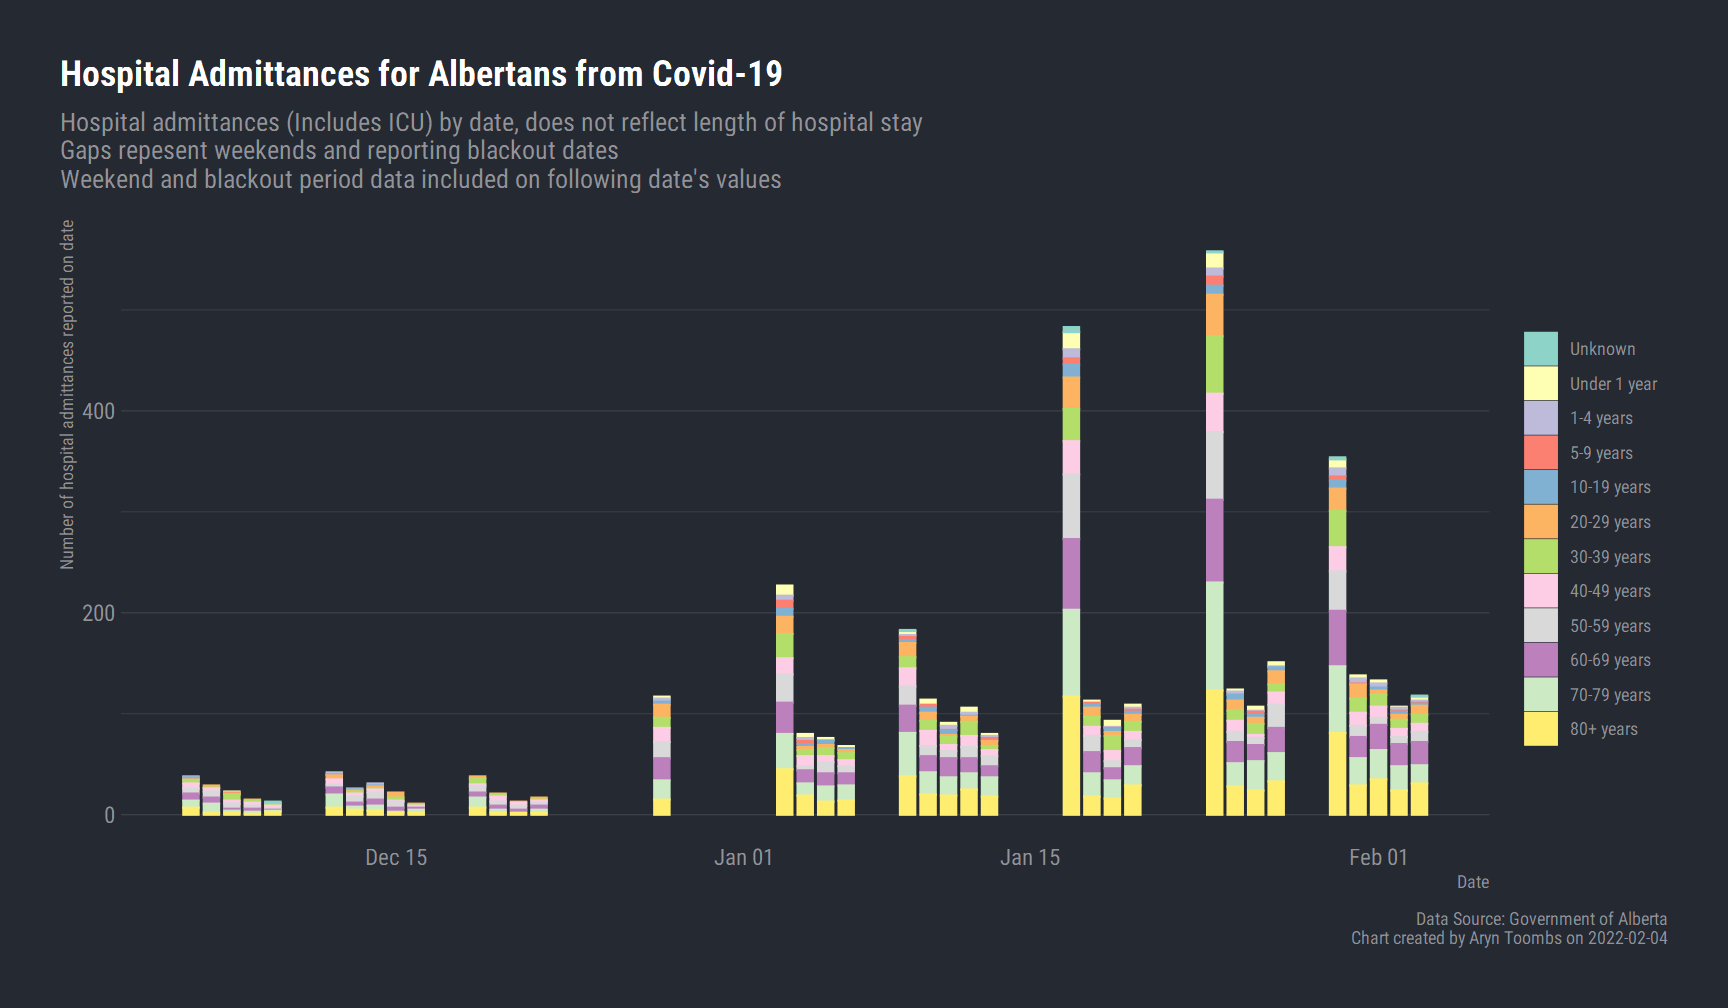 Hospital Admittances for Albertans from Covid-19
Hospital admittances (Includes ICU) by date, does not reflect length of hospital stay
Gaps repesent weekends and reporting blackout dates
Weekend and blackout period data included on following date's values
Number of hospital admittances reported on date
400
200
0
Dec 15
Jan 01
Jan 15
Feb 01
Date
Unknown
Under 1 year
1-4 years
5-9 years
10-19 years
20-29 years
30-39 years
40-49 years
50-59 years
60-69 years
70-79 years
80+ years
Data Source: Government of Alberta
Chart created by Aryn Toombs on 2022-02-04